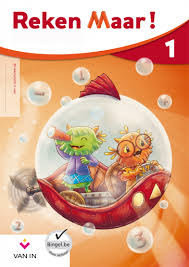 Reken Maar!
1
VAN IN
Bingel.be